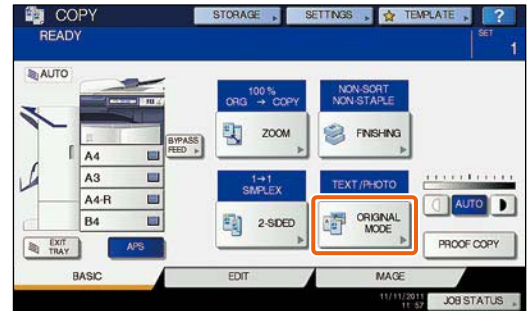 COPY
STORAGE
SETTINGS
TEMPLATE
?
READY
SET
1
AUTO
100 %
ORG → COPY
NON-SORT
NON-STAPLE
ZOOM
FINISHING
BYPASS
FEED
A4
A3
A4-R
B4
1→1
SIMPLEX
TEXT/PHOTO
2-SIDED
ORIGINAL
MODE
AUTO
EXIT
TRAY
APS
PROOF COPY
BASIC
EDIT
IMAGE
11/11/2011
11:57
JOB STATUS